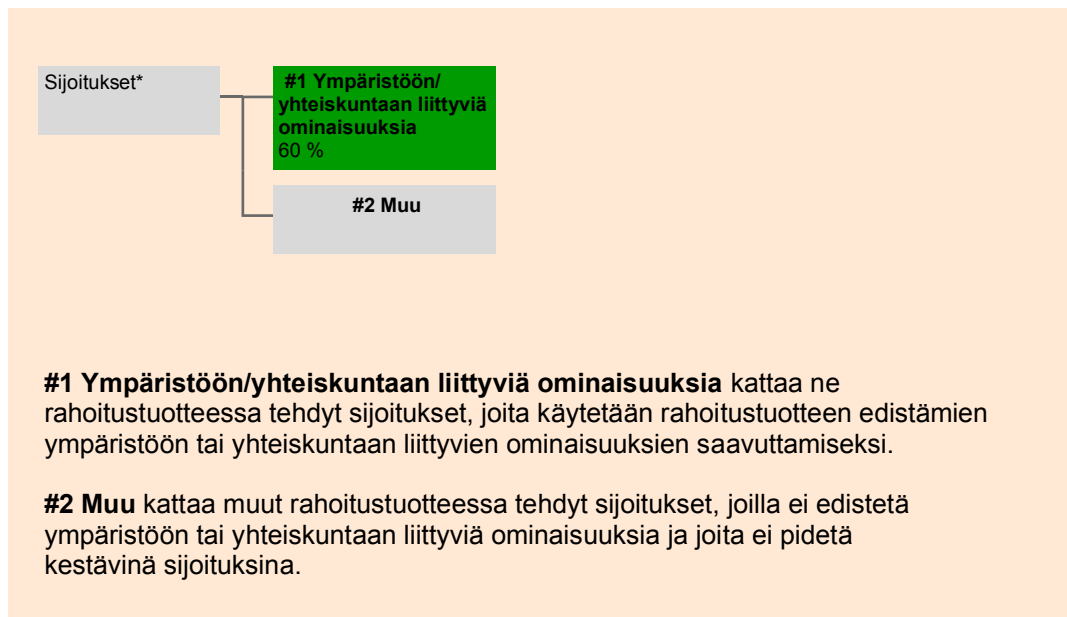 Sijoitukset*
#1 Ympäristöön/
yhteiskuntaan liittyviä
ominaisuuksia
60 %
#2 Muu
#1 Ympäristöön/yhteiskuntaan liittyviä ominaisuuksia kattaa ne
rahoitustuotteessa tehdyt sijoitukset, joita käytetään rahoitustuotteen edistämien
ympäristöön tai yhteiskuntaan liittyvien ominaisuuksien saavuttamiseksi.
#2 Muu kattaa muut rahoitustuotteessa tehdyt sijoitukset, joilla ei edistetä
ympäristöön tai yhteiskuntaan liittyviä ominaisuuksia ja joita ei pidetä
kestävinä sijoituksina.